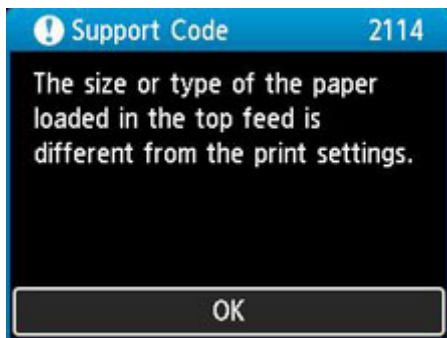 Support Code 2114
The size or type of the paper
loaded in the top feed is
different from the print settings.
OK